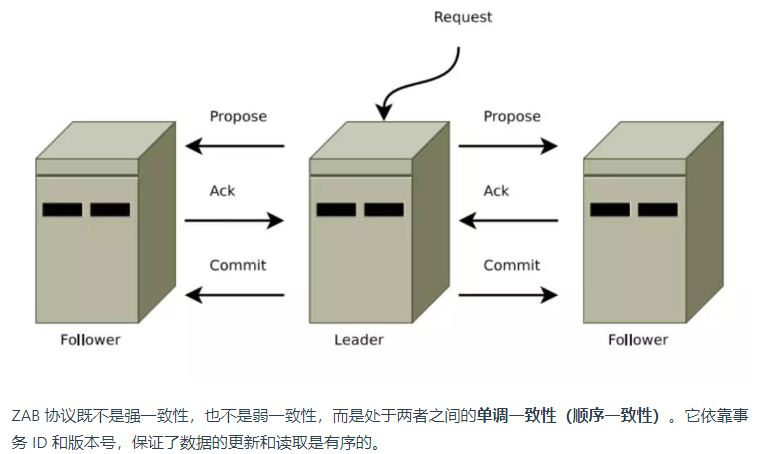 Request
Propose
Propose
Ack
Ack
Commit
Commit
Follower
Leader
Follower
ZAB 协议既不是强一致性，也不是弱一致性，而是处于两者之间的单调一致性（顺序一致性）。它依靠事
务 ID 和版本号，保证了数据的更新和读取是有序的。